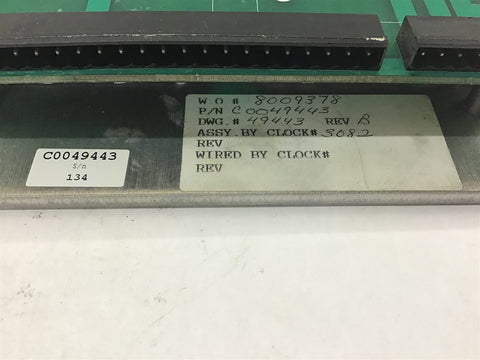 W.O # 8009378
P/N C0049443
DWG.# 49443 REV B
ASSY.BY CLOCK# 3082
REV
WIRED BY CLOCK#
REV
C0049443
S/n
134